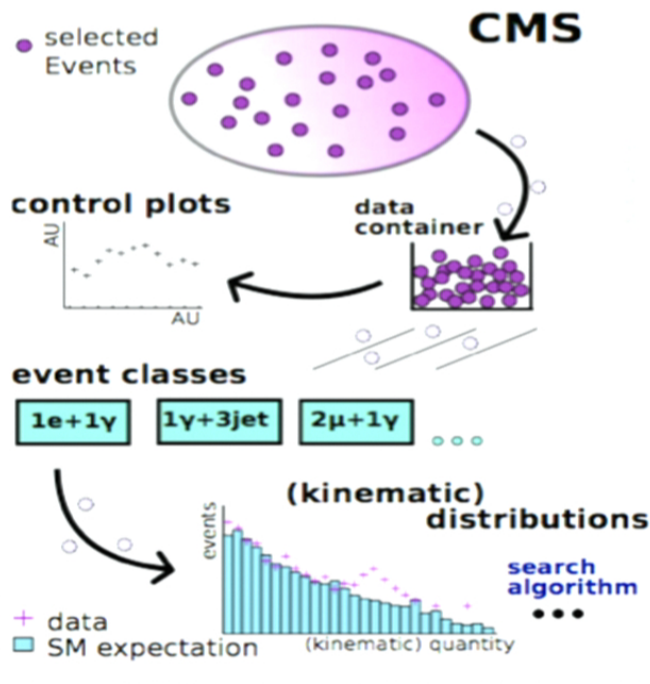 CMS
selected
Events
control plots
AU
AU
data
container
event classes
1e+1γ
1γ+3jet
2μ+1γ
(kinematic)
distributions
events
(kinematic) quantity
search
algorithm
data
SM expectation